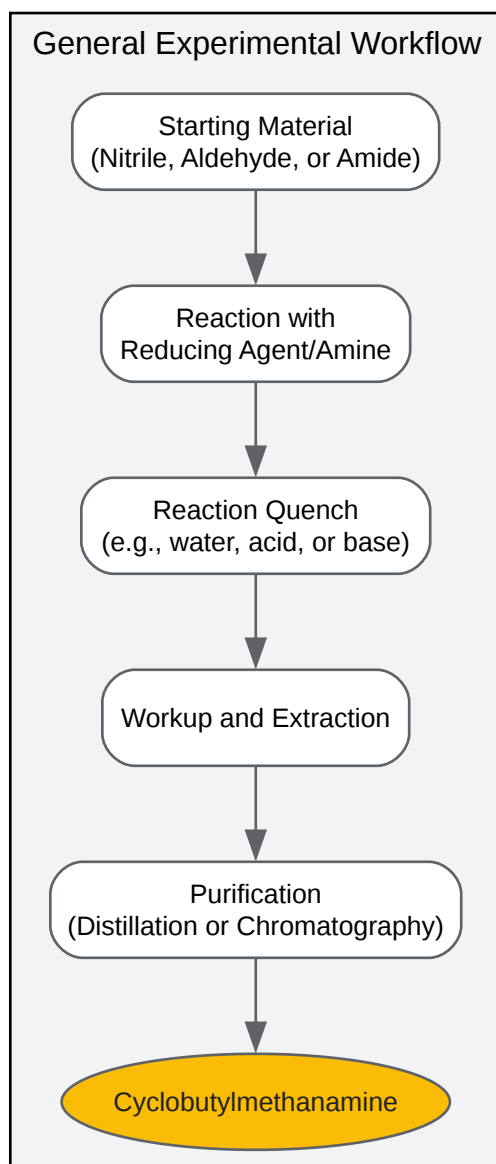 General Experimental Workflow
Starting Material
(Nitrile, Aldehyde, or Amide)
Reaction with
Reducing Agent/Amine
Reaction Quench
(e.g., water, acid, or base)
Workup and Extraction
Purification
(Distillation or Chromatography)
Cyclobutylmethanamine